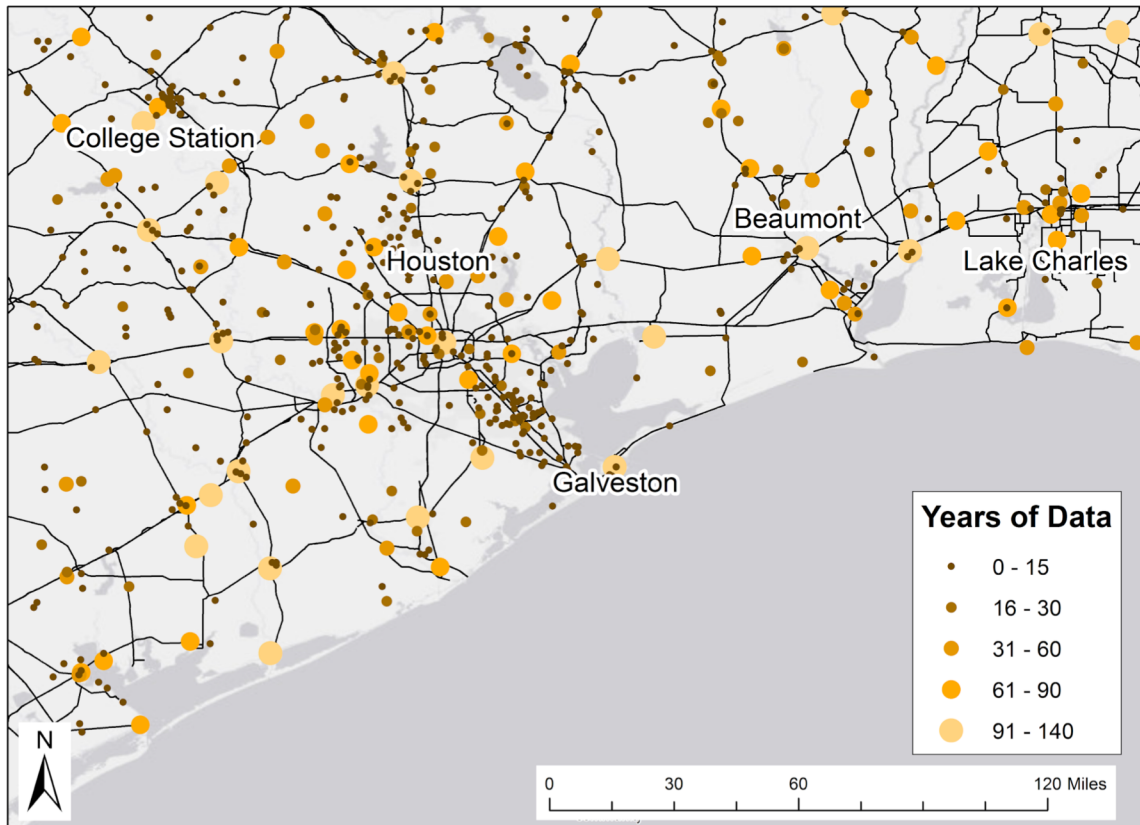 College Station
Beaumont
Houston
Lake Charles
Galveston
Years of Data
0 - 15
16 - 30
31 - 60
61 - 90
91 - 140
N
0 30 60 120 Miles